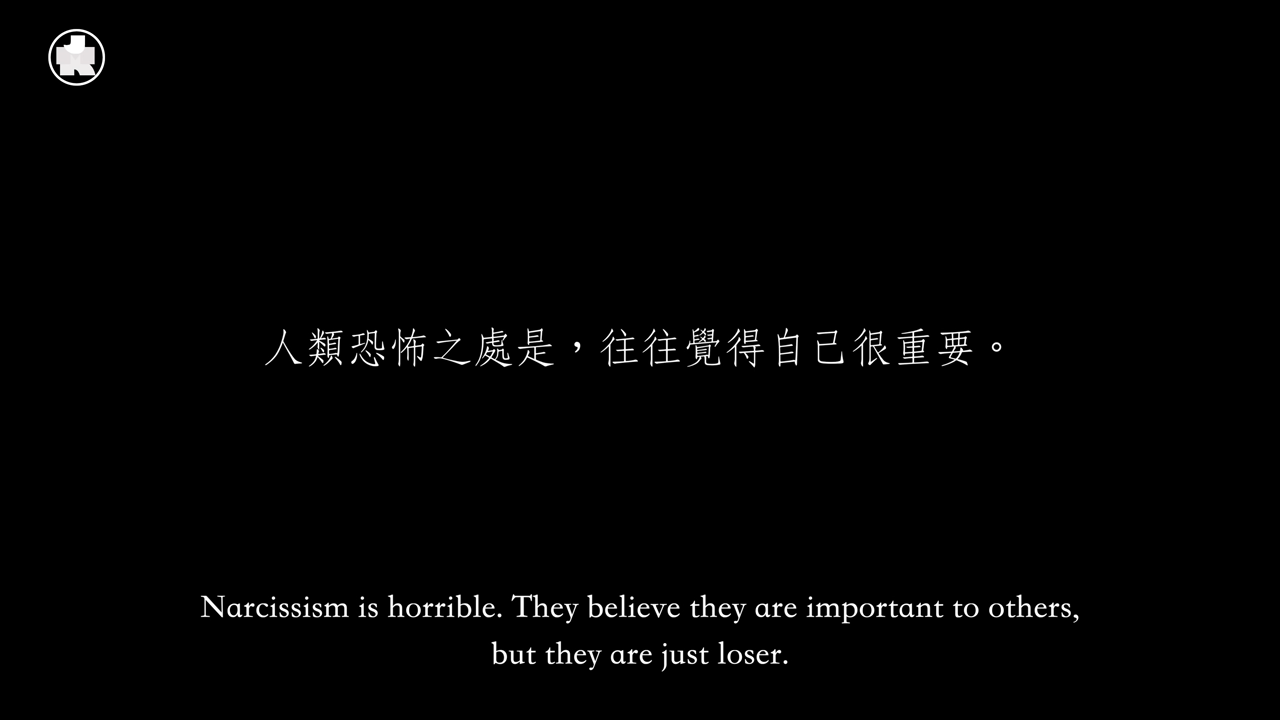 人類恐怖之處是，往往覺得自己很重要。
Narcissism is horrible. They believe they are important to others,
but they are just loser.